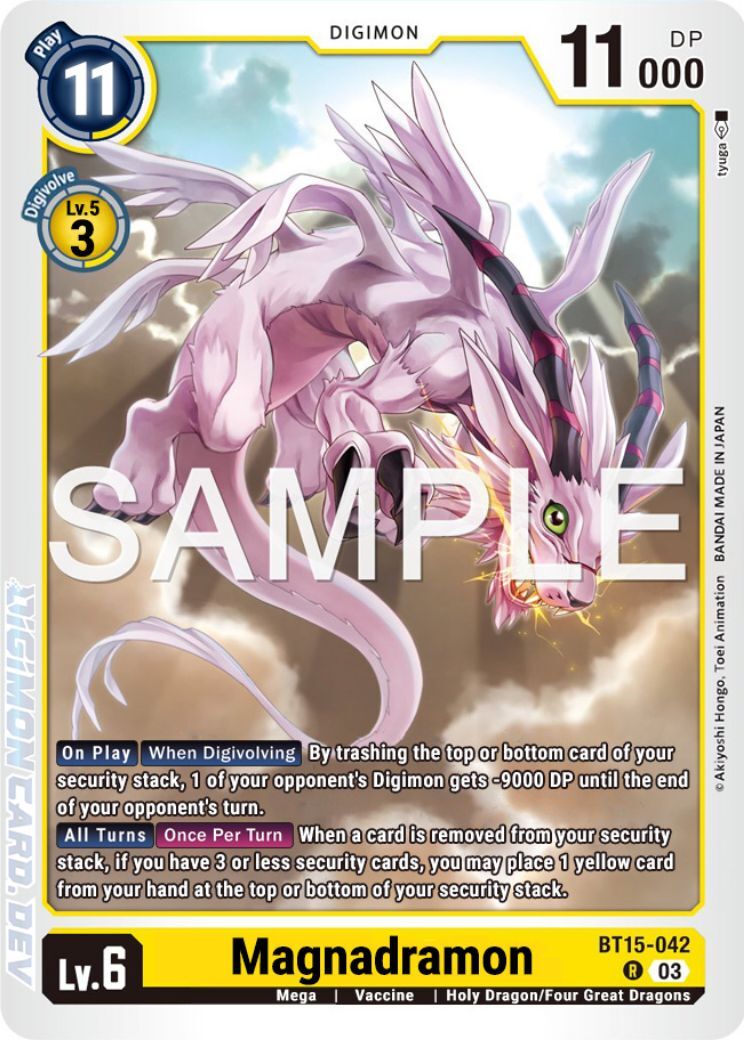 DIGIMON
Play
11
11000
DP
Digivolve
Lv.5
3
tyuga
SAMPLE
© Akiyoshi Hongo, Toei Animation BANDAI MADE IN JAPAN
DIGIMON CARD.DEV
On Play When Digivolving By trashing the top or bottom card of your
security stack, 1 of your opponent's Digimon gets -9000 DP until the end
of your opponent's turn.
All Turns Once Per Turn When a card is removed from your security
stack, if you have 3 or less security cards, you may place 1 yellow card
from your hand at the top or bottom of your security stack.
Lv.6
Magnadramon
BT15-042
R 03
Mega | Vaccine | Holy Dragon/Four Great Dragons